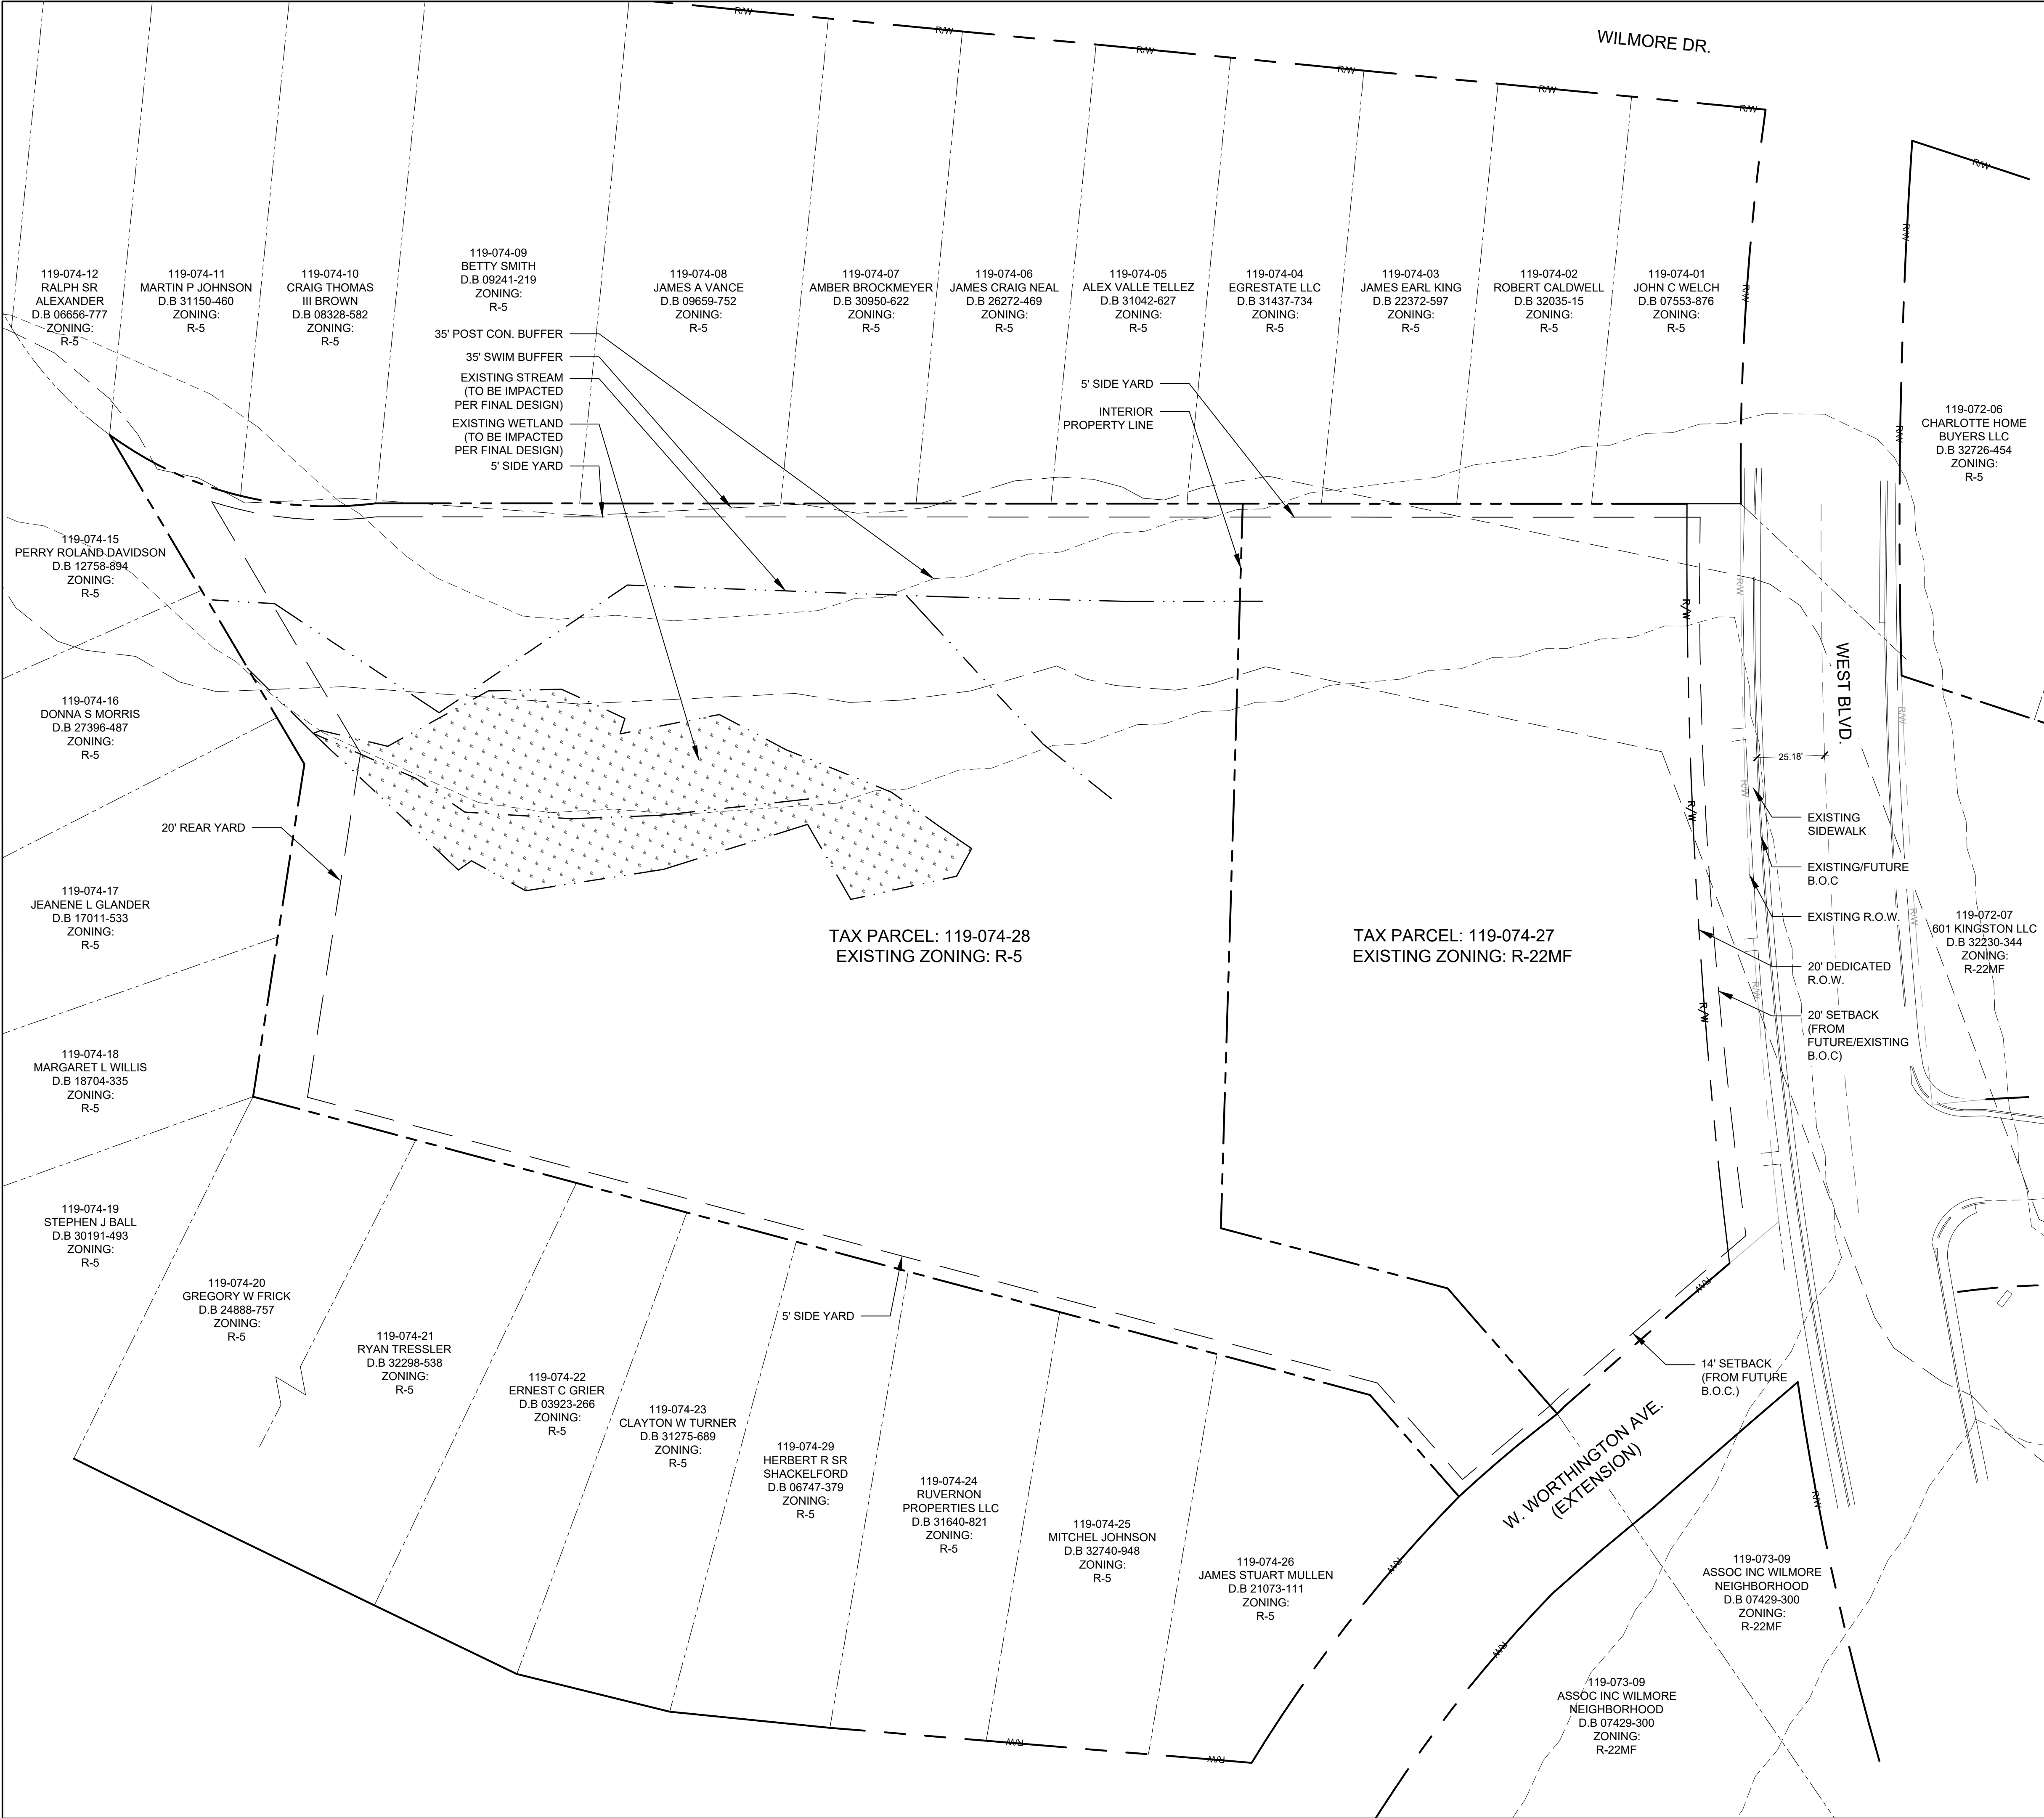 WILMORE DR.
R/W
R/W
R/W
R/W
R/W
R/W
R/W
R/W
R/W
R/W
R/W
119-074-12
RALPH SR
ALEXANDER
D.B 06656-777
ZONING:
R-5
119-074-11
MARTIN P JOHNSON
D.B 31150-460
ZONING:
R-5
119-074-10
CRAIG THOMAS
III BROWN
D.B 08328-582
ZONING:
R-5
119-074-09
BETTY SMITH
D.B 09241-219
ZONING:
R-5
119-074-08
JAMES A VANCE
D.B 09659-752
ZONING:
R-5
119-074-07
AMBER BROCKMEYER
D.B 30950-622
ZONING:
R-5
119-074-06
JAMES CRAIG NEAL
D.B 26272-469
ZONING:
R-5
119-074-05
ALEX VALLE TELLEZ
D.B 31042-627
ZONING:
R-5
119-074-04
EGRESTATE LLC
D.B 31437-734
ZONING:
R-5
119-074-03
JAMES EARL KING
D.B 22372-597
ZONING:
R-5
119-074-02
ROBERT CALDWELL
D.B 32035-15
ZONING:
R-5
119-074-01
JOHN C WELCH
D.B 07553-876
ZONING:
R-5
35' POST CON. BUFFER
35' SWIM BUFFER
EXISTING STREAM
(TO BE IMPACTED
PER FINAL DESIGN)
EXISTING WETLAND
(TO BE IMPACTED
PER FINAL DESIGN)
5' SIDE YARD
5' SIDE YARD
INTERIOR
PROPERTY LINE
119-072-06
CHARLOTTE HOME
BUYERS LLC
D.B 32726-454
ZONING:
R-5
119-074-15
PERRY ROLAND DAVIDSON
D.B 12758-894
ZONING:
R-5
R/W
R/W
R/W
R/W
R/W
R/W
R/W
R/W
R/W
WEST BLVD.
25.18'
119-074-16
DONNA S MORRIS
D.B 27396-487
ZONING:
R-5
20' REAR YARD
EXISTING
SIDEWALK
EXISTING/FUTURE
B.O.C
EXISTING R.O.W.
20' DEDICATED
R.O.W.
20' SETBACK
(FROM
FUTURE/EXISTING
B.O.C)
119-074-17
JEANENE L GLANDER
D.B 17011-533
ZONING:
R-5
TAX PARCEL: 119-074-28
EXISTING ZONING: R-5
TAX PARCEL: 119-074-27
EXISTING ZONING: R-22MF
119-072-07
601 KINGSTON LLC
D.B 32230-344
ZONING:
R-22MF
119-074-18
MARGARET L WILLIS
D.B 18704-335
ZONING:
R-5
119-074-19
STEPHEN J BALL
D.B 30191-493
ZONING:
R-5
119-074-20
GREGORY W FRICK
D.B 24888-757
ZONING:
R-5
5' SIDE YARD
R/W
119-074-21
RYAN TRESSLER
D.B 32298-538
ZONING:
R-5
119-074-22
ERNEST C GRIER
D.B 03923-266
ZONING:
R-5
14' SETBACK
(FROM FUTURE
B.O.C.)
119-074-23
CLAYTON W TURNER
D.B 31275-689
ZONING:
R-5
119-074-29
HERBERT R SR
SHACKELFORD
D.B 06747-379
ZONING:
R-5
119-074-24
RUVERNON
PROPERTIES LLC
D.B 31640-821
ZONING:
R-5
W. WORTHINGTON AVE.
(EXTENSION)
119-074-25
MITCHEL JOHNSON
D.B 32740-948
ZONING:
R-5
119-074-26
JAMES STUART MULLEN
D.B 21073-111
ZONING:
R-5
R/W
R/W
R/W
119-073-09
ASSOC INC WILMORE
NEIGHBORHOOD
D.B 07429-300
ZONING:
R-22MF
119-073-09
ASSOC INC WILMORE
NEIGHBORHOOD
D.B 07429-300
ZONING:
R-22MF
R/W
R/W